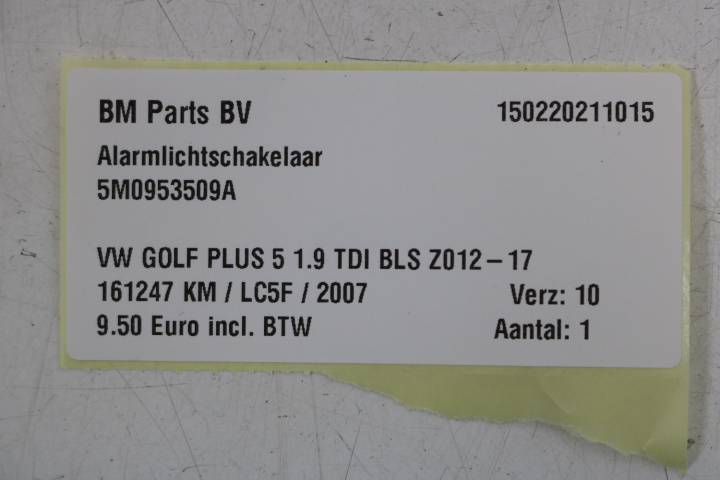 BM Parts BV 150220211015
Alarmlichtschakelaar
5M0953509A
VW GOLF PLUS 5 1.9 TDI BLS Z012-17
161247 KM / LC5F / 2007 Verz: 10
9.50 Euro incl. BTW Aantal: 1